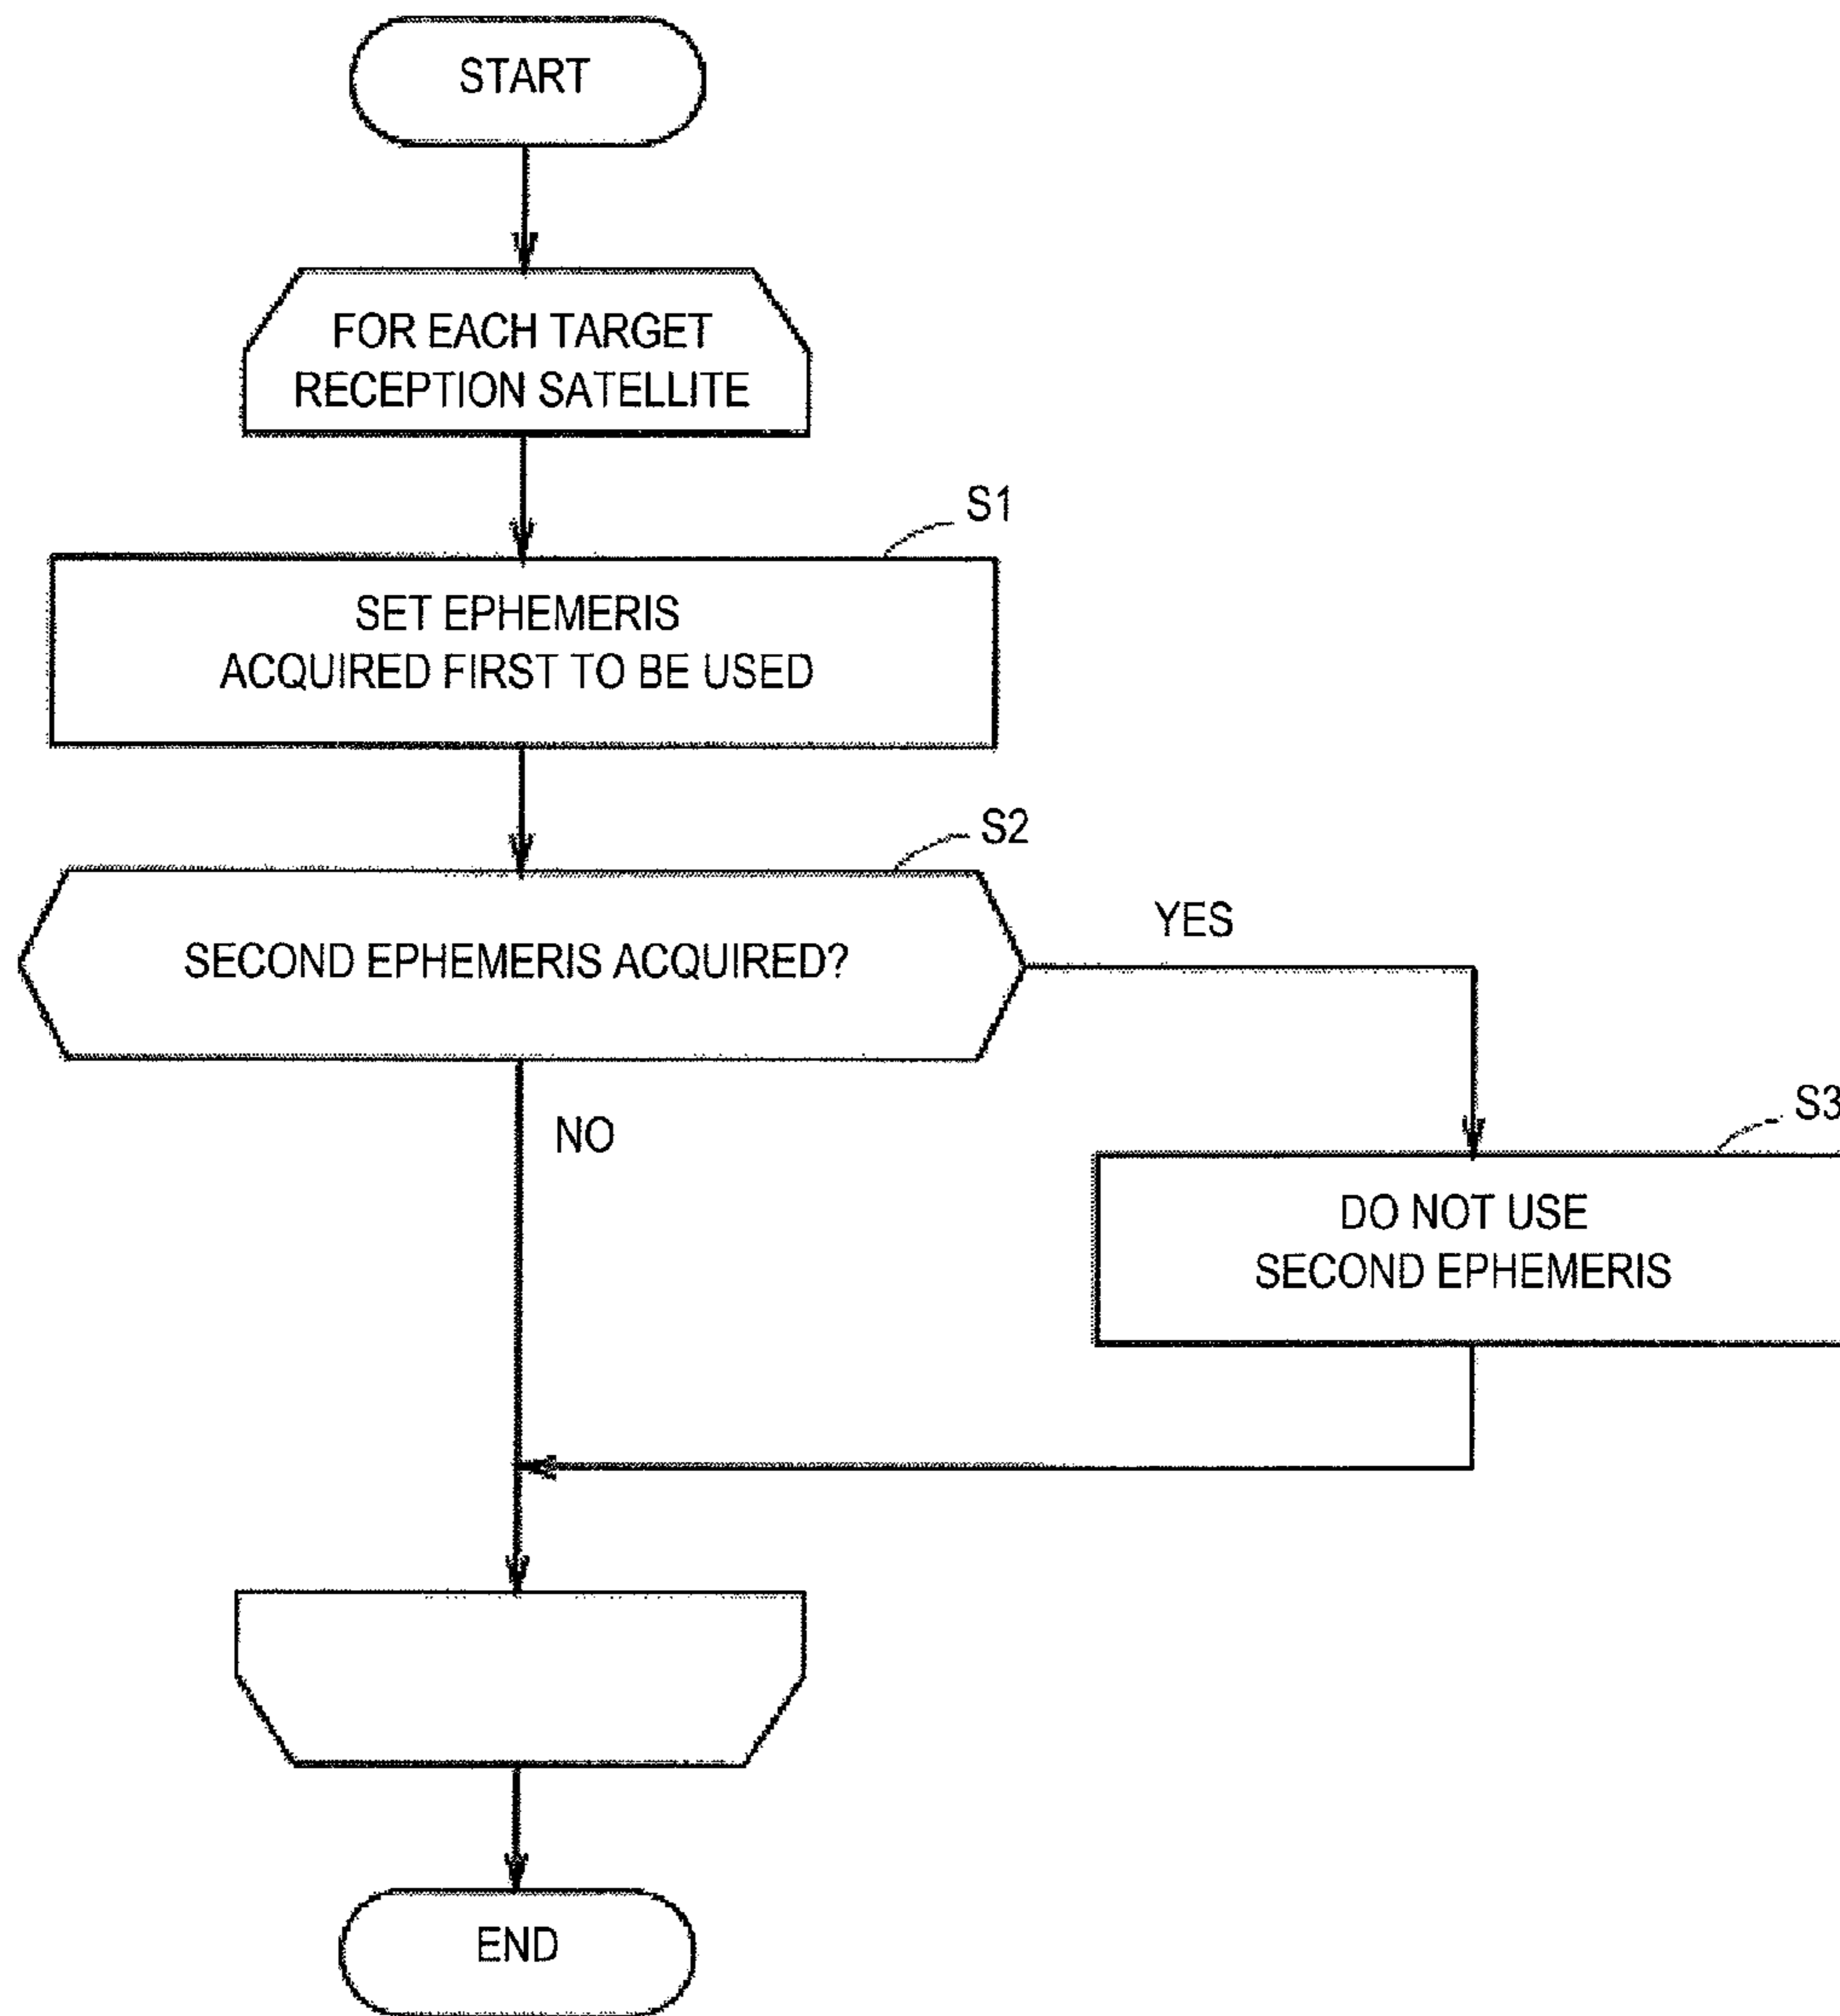 START
FOR EACH TARGET
RECEPTION SATELLITE
S1
SET EPHEMERIS
ACQUIRED FIRST TO BE USED
S2
SECOND EPHEMERIS ACQUIRED?
YES
NO
S3
DO NOT USE
SECOND EPHEMERIS
END